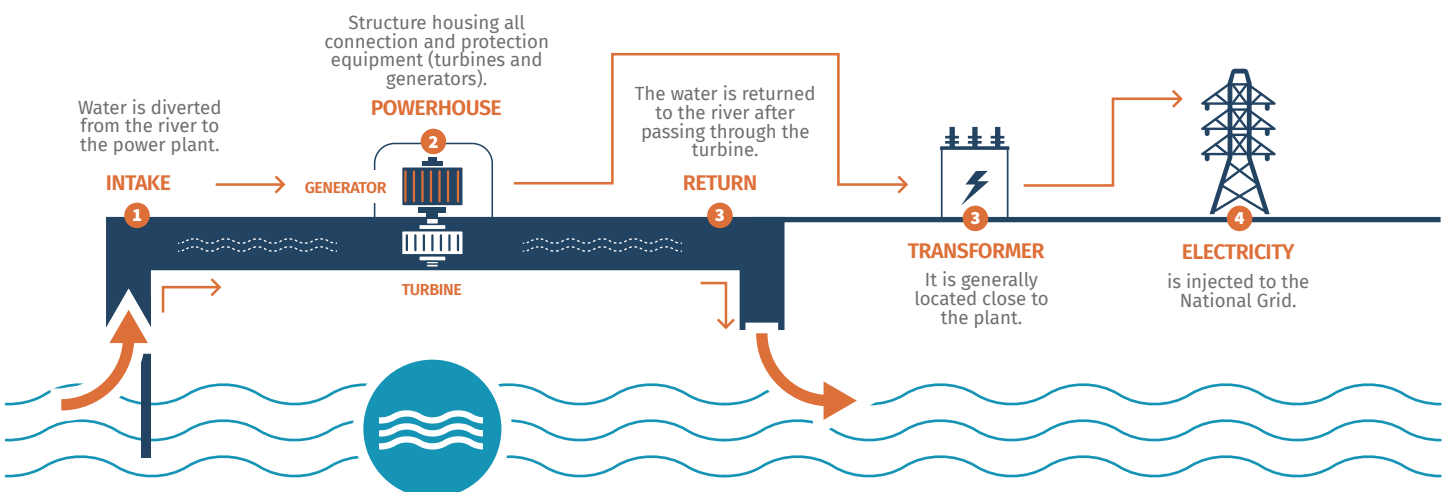 Water is diverted
from the river to
the power plant.
INTAKE
1
Structure housing all
connection and protection
equipment (turbines and
generators).
POWERHOUSE
2
GENERATOR
TURBINE
The water is returned
to the river after
passing through the
turbine.
RETURN
3
3
TRANSFORMER
It is generally
located close to
the plant.
4
ELECTRICITY
is injected to the
National Grid.